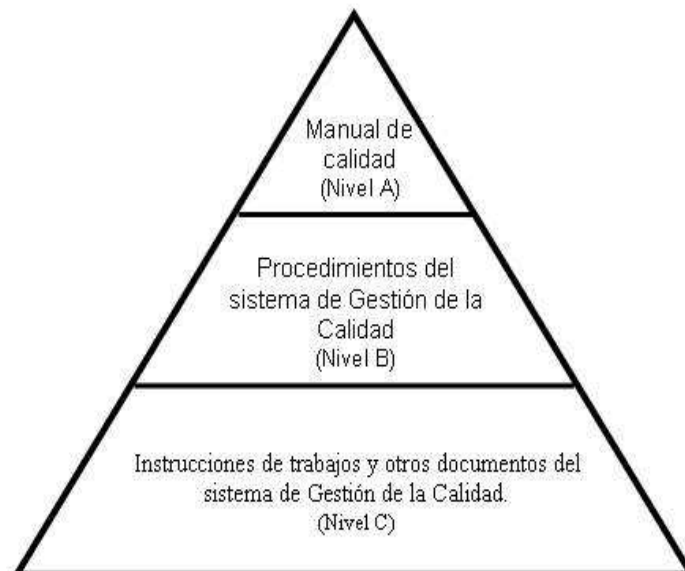 Manual de
calidad
(Nivel A)
Procedimientos del
sistema de Gestión de la
Calidad
(Nivel B)
Instrucciones de trabajos y otros documentos del
sistema de Gestión de la Calidad.
(Nivel C)